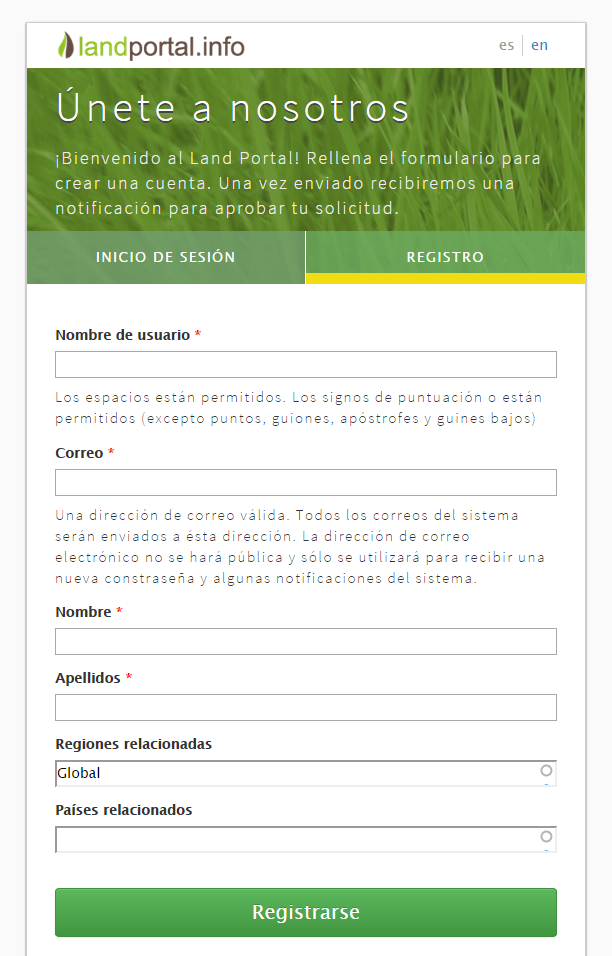 landportal.info
es | en
Únete a nosotros
¡Bienvenido al Land Portal! Rellena el formulario para
crear una cuenta. Una vez enviado recibiremos una
notificación para aprobar tu solicitud.
INICIO DE SESIÓN
REGISTRO
Nombre de usuario *
Los espacios están permitidos. Los signos de puntuación o están
permitidos (excepto puntos, guiones, apóstrofes y guines bajos)
Correo *
Una dirección de correo válida. Todos los correos del sistema
serán enviados a ésta dirección. La dirección de correo
electrónico no se hará pública y sólo se utilizará para recibir una
nueva constraseña y algunas notificaciones del sistema.
Nombre *
Apellidos *
Regiones relacionadas
Global
Países relacionados
Registrarse